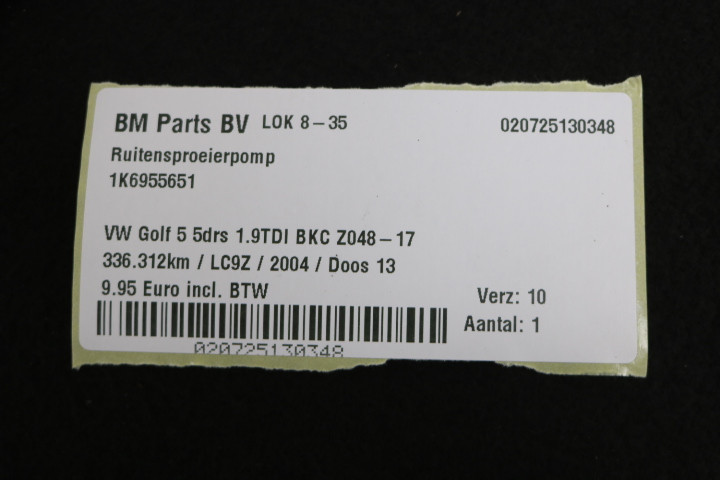 BM Parts BV LOK 8-35 020725130348
Ruitensproeierpomp
1K6955651
VW Golf 5 5drs 1.9TDI BKC Z048-17
336.312km / LC9Z / 2004 / Doos 13
9.95 Euro incl. BTW Verz: 10
Aantal: 1
020725130348